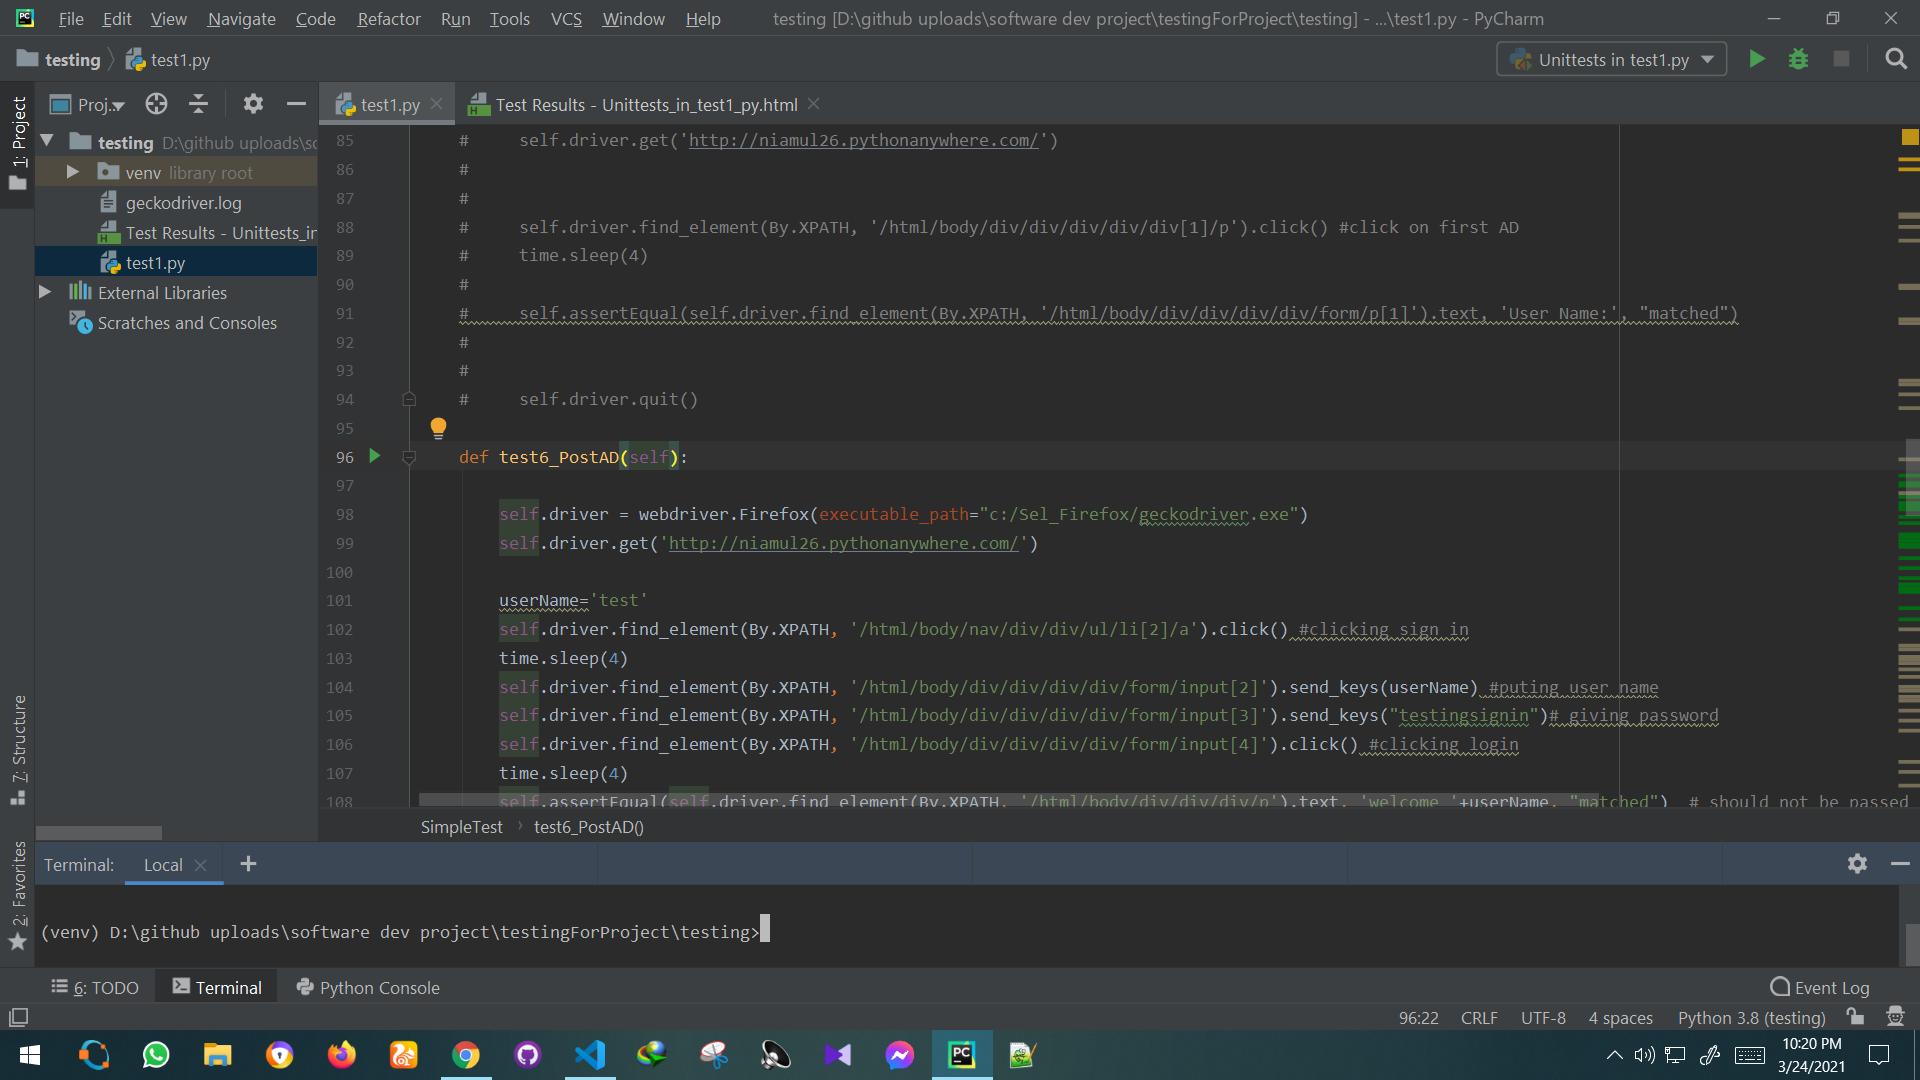 File Edit View Navigate Code Refactor Run Tools VCS Window Help testing [D:\github uploads\software dev project\testingForProject\testing] - ...\test1.py - PyCharm
testing test1.py Unittests in test1.py
1: Project
Proj..
test1.py Test Results - Unittests_in_test1_py.html
testing D:\github uploads\sc
venv library root
geckodriver.log
Test Results - Unittests_in
test1.py
External Libraries
Scratches and Consoles
85 # self.driver.get('http://niamul26.pythonanywhere.com/')
86 #
87 #
88 # self.driver.find_element(By.XPATH, '/html/body/div/div/div/div/div[1]/p').click() #click on first AD
89 # time.sleep(4)
90 #
91 # self.assertEqual(self.driver.find_element(By.XPATH, '/html/body/div/div/div/div/form/p[1]').text, 'User Name:', "matched")
92 #
93 #
94 # self.driver.quit()
95
96 def test6_PostAD(self):
97
98 self.driver = webdriver.Firefox(executable_path="c:/Sel_Firefox/geckodriver.exe")
99 self.driver.get('http://niamul26.pythonanywhere.com/')
100
101 userName='test'
102 self.driver.find_element(By.XPATH, '/html/body/nav/div/div/ul/li[2]/a').click() #clicking sign in
103 time.sleep(4)
104 self.driver.find_element(By.XPATH, '/html/body/div/div/div/div/form/input[2]').send_keys(userName) #puting user name
105 self.driver.find_element(By.XPATH, '/html/body/div/div/div/div/form/input[3]').send_keys("testingsignin")# giving password
106 self.driver.find_element(By.XPATH, '/html/body/div/div/div/div/form/input[4]').click() #clicking login
107 time.sleep(4)
108 self.assertEqual(self.driver.find_element(By.XPATH, '/html/body/div/div/div/div/p').text, 'welcome '+userName, "matched") # should not be passed
7: Structure
2: Favorites
SimpleTest test6_PostAD()
Terminal: Local
(venv) D:\github uploads\software dev project\testingForProject\testing>
6: TODO Terminal Python Console Event Log
96:22 CRLF UTF-8 4 spaces Python 3.8 (testing)
10:20 PM
3/24/2021